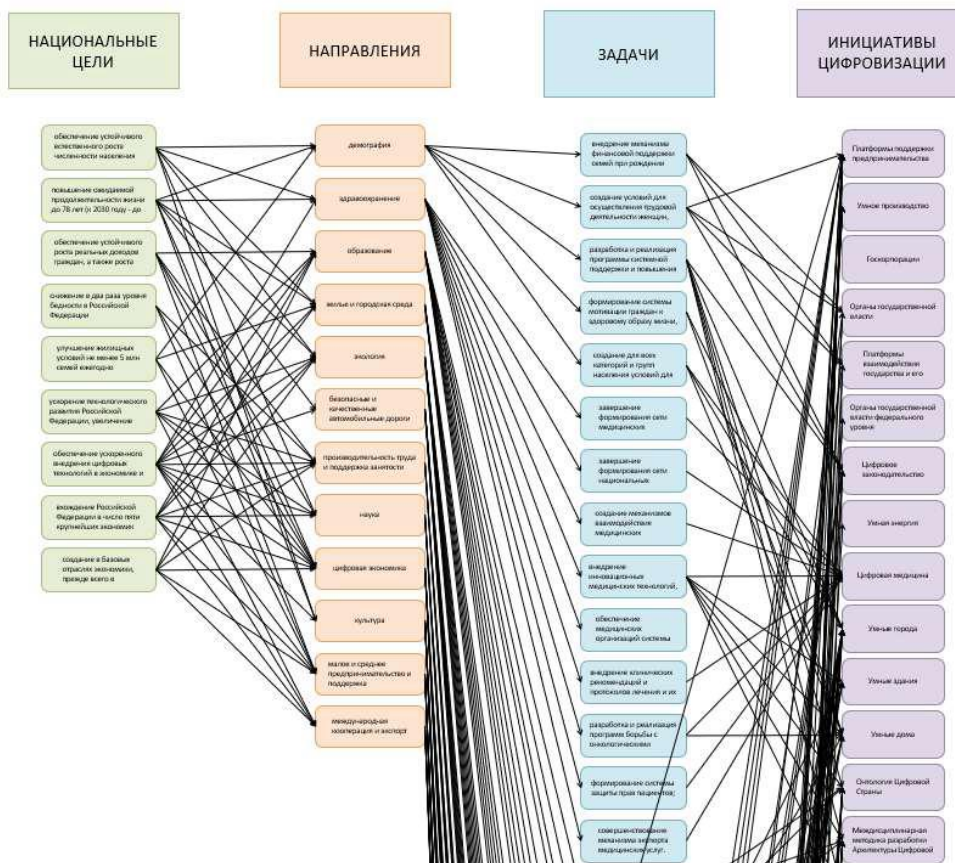 НАЦИОНАЛЬНЫЕ
ЦЕЛИ
НАПРАВЛЕНИЯ
ЗАДАЧИ
ИНИЦИАТИВЫ
ЦИФРОВИЗАЦИИ
обеспечение устойчивого
естественного роста
численности населения
повышение ожидаемой
продолжительности жизни
до 78 лет (к 2030 году - до
обеспечение устойчивого
роста реальных доходов
граждан, а также роста
снижение в два раза уровня
бедности в Российской
Федерации
улучшение жилищных
условий не менее 5 млн
семей ежегодно
ускорение технологического
развития Российской
Федерации, увеличение
обеспечение ускоренного
внедрения цифровых
технологий в экономике и
вхождение Российской
Федерации в число пяти
крупнейших экономик
создание в базовых
отраслях экономики,
прежде всего в
демография
здравоохранение
образование
жилье и городская среда
экология
безопасные и
качественные
автомобильные дороги
производительность труда
и поддержка занятости
наука
цифровая экономика
культура
малое и среднее
предпринимательство и
поддержка
международная
кооперация и экспорт
внедрение механизма
финансовой поддержки
семей при рождении
создание условий для
осуществления трудовой
деятельности женщин,
разработка и реализация
программы системной
поддержки и повышения
формирование системы
мотивации граждан к
здоровому образу жизни,
создание для всех
категорий и групп
населения условий для
завершение
формирования сети
медицинских
завершение
формирования сети
национальных
создание механизмов
взаимодействия
медицинских
внедрение
инновационных
медицинских технологий,
обеспечение
медицинских
организаций системы
внедрение клинических
рекомендаций и
протоколов лечения и их
разработка и реализация
программ борьбы с
онкологическими
формирование системы
защиты прав пациентов;
совершенствование
механизма экспорта
медицинских услуг.
Платформы поддержки
предпринимательства
Умное производство
Госкорпорации
Органы государственной
власти
Платформы
взаимодействия
государства и его
Органы государственной
власти федерального
уровня
Цифровое
законодательство
Умная энергия
Цифровая медицина
Умные города
Умные здания
Умные дома
Онтология Цифровой
Страны
Междисциплинарная
методика разработки
Архитектуры Цифровой